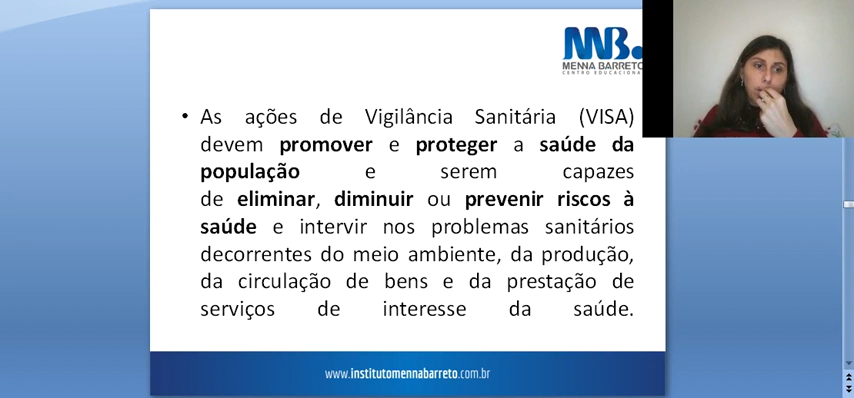 MB.
MENNA BARRETO
CENTRO EDUCACIONA
• As ações de Vigilância Sanitária (VISA)
devem promover e proteger a saúde da
população e serem capazes
de eliminar, diminuir ou prevenir riscos à
saúde e intervir nos problemas sanitários
decorrentes do meio ambiente, da produção,
da circulação de bens e da prestação de
serviços de interesse da saúde.
www.institutomennabarreto.com.br